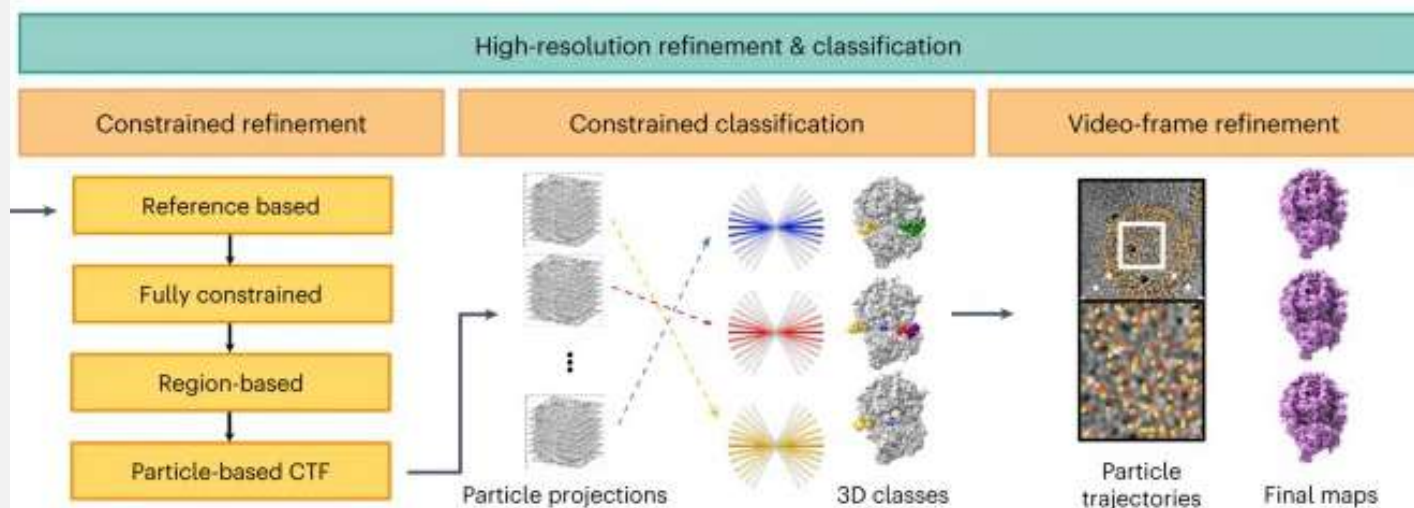 High-resolution refinement & classification
Constrained refinement
Constrained classification
Video-frame refinement
Reference based
Fully constrained
Region-based
Particle-based CTF
Particle projections
3D classes
Particle
trajectories
Final maps